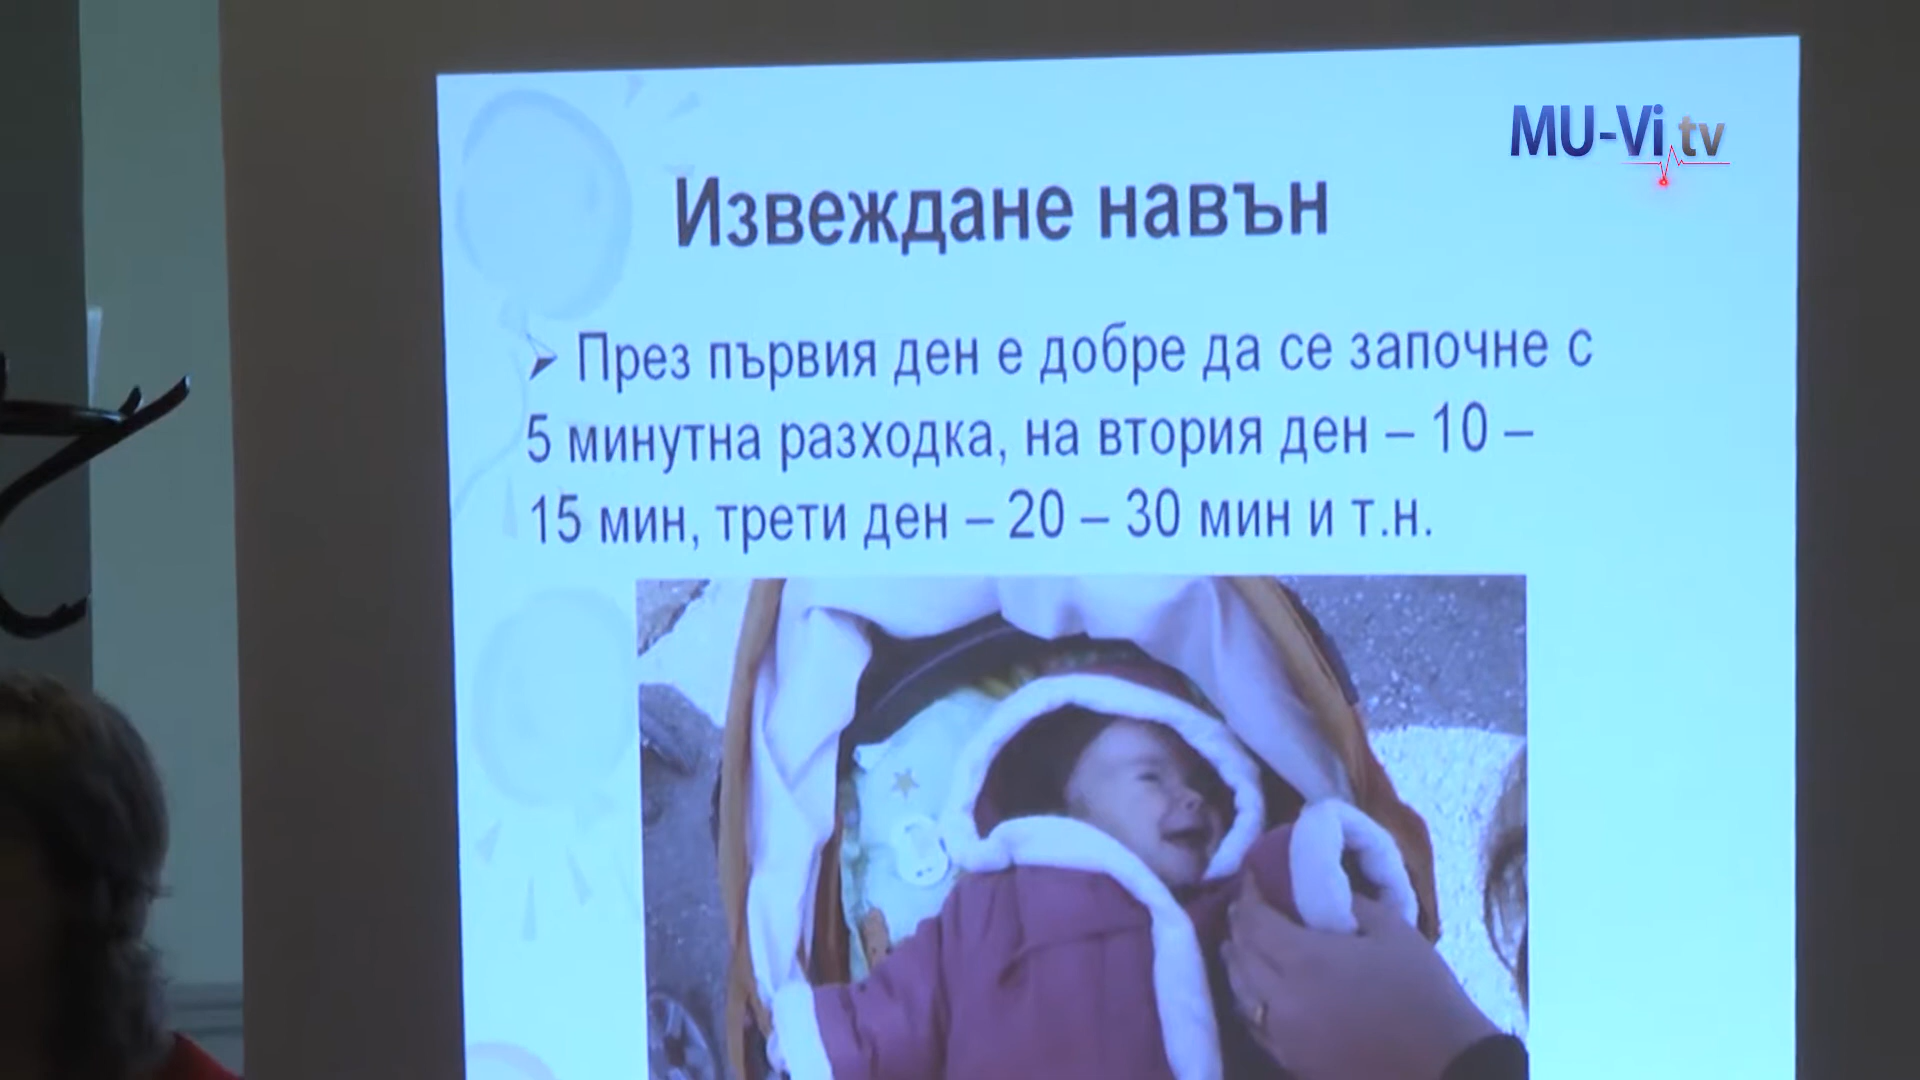 MU-Vi.tv
Извеждане навън
През първия ден е добре да се започне с
5 минутна разходка, на втория ден – 10 –
15 мин, трети ден – 20 – 30 мин и т.н.